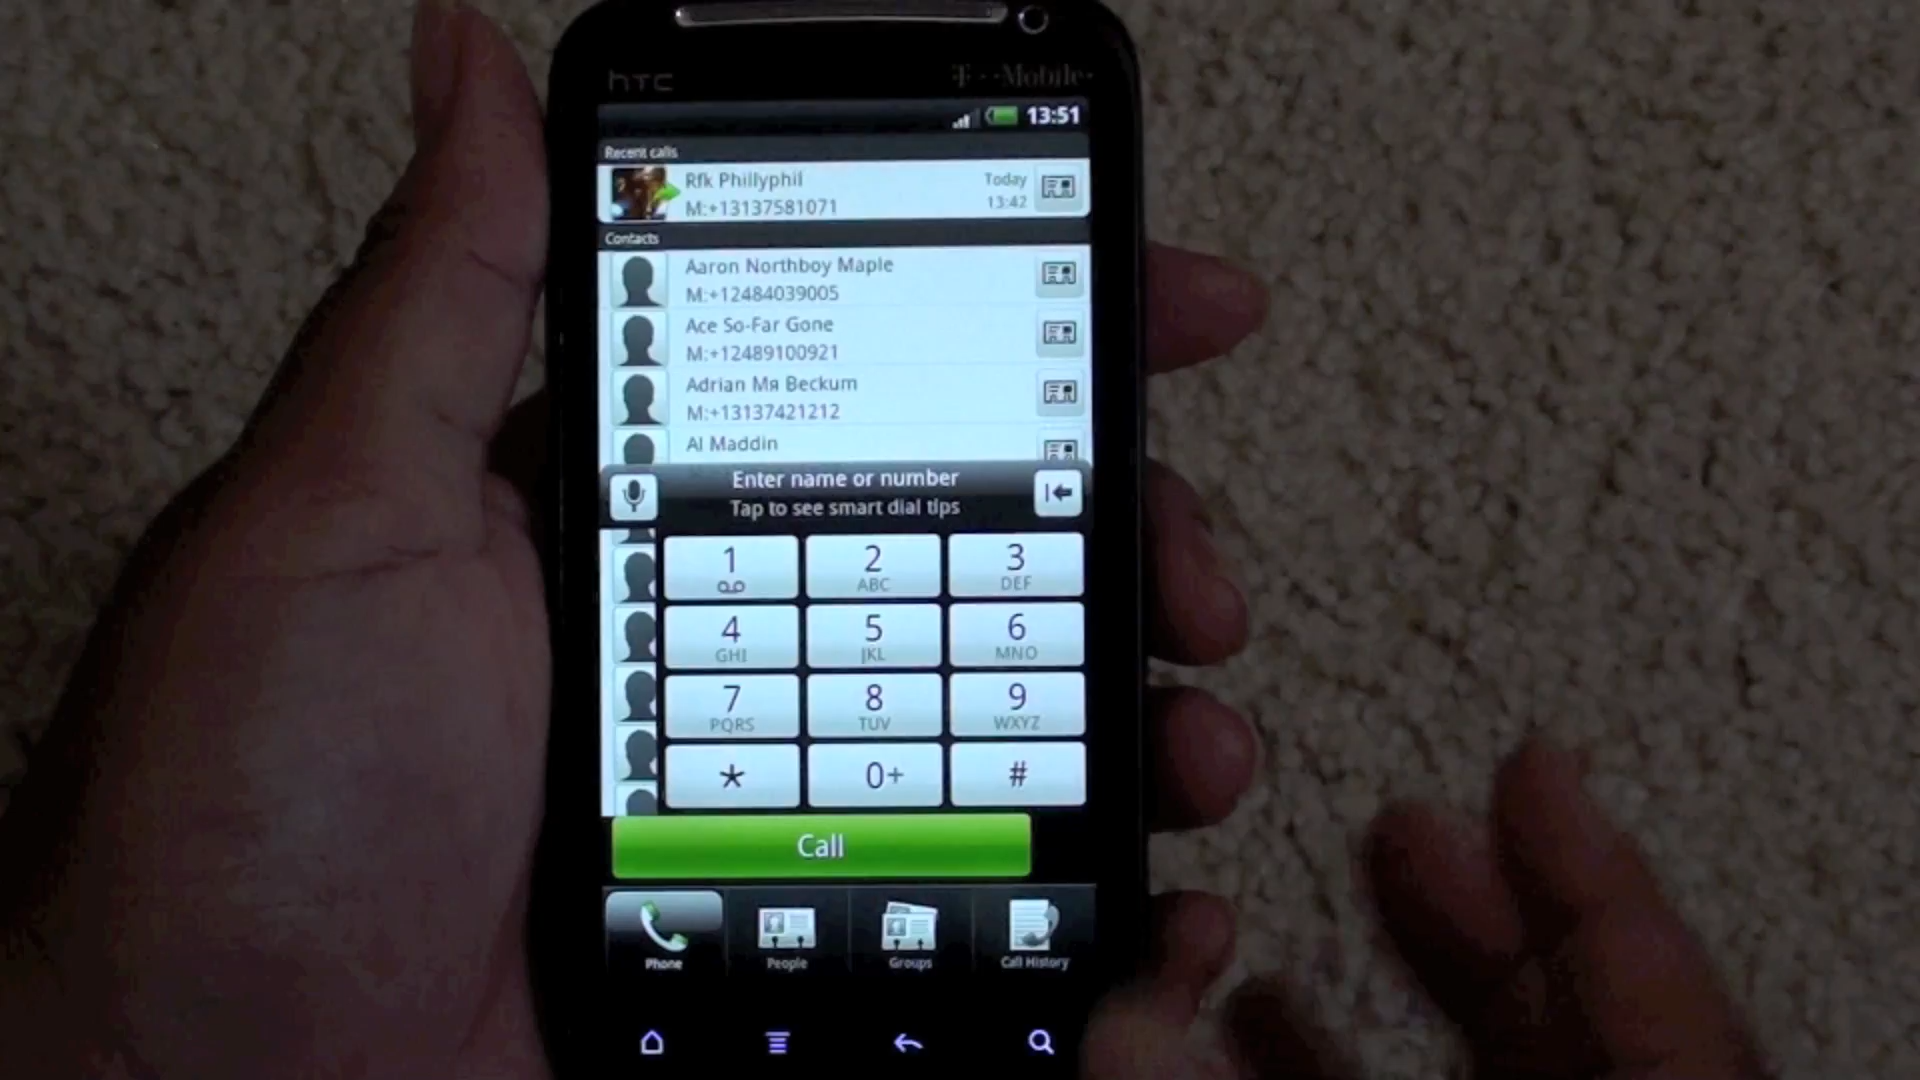 hTC
T··Mobile·
13:51
Recent calls
Rfk Phillyphil
Today
M:+13137581071
13:42
Contacts
Aaron Northboy Maple
M:+12484039005
Ace So-Far Gone
M:+12489100921
Adrian Mя Beckum
M:+13137421212
Al Maddin
Enter name or number
Tap to see smart dial tips
1 2 3
ABC DEF
4 5 6
GHI JKL MNO
7 8 9
PQRS TUV WXYZ
* 0+ #
Call
Phone People Groups Call History